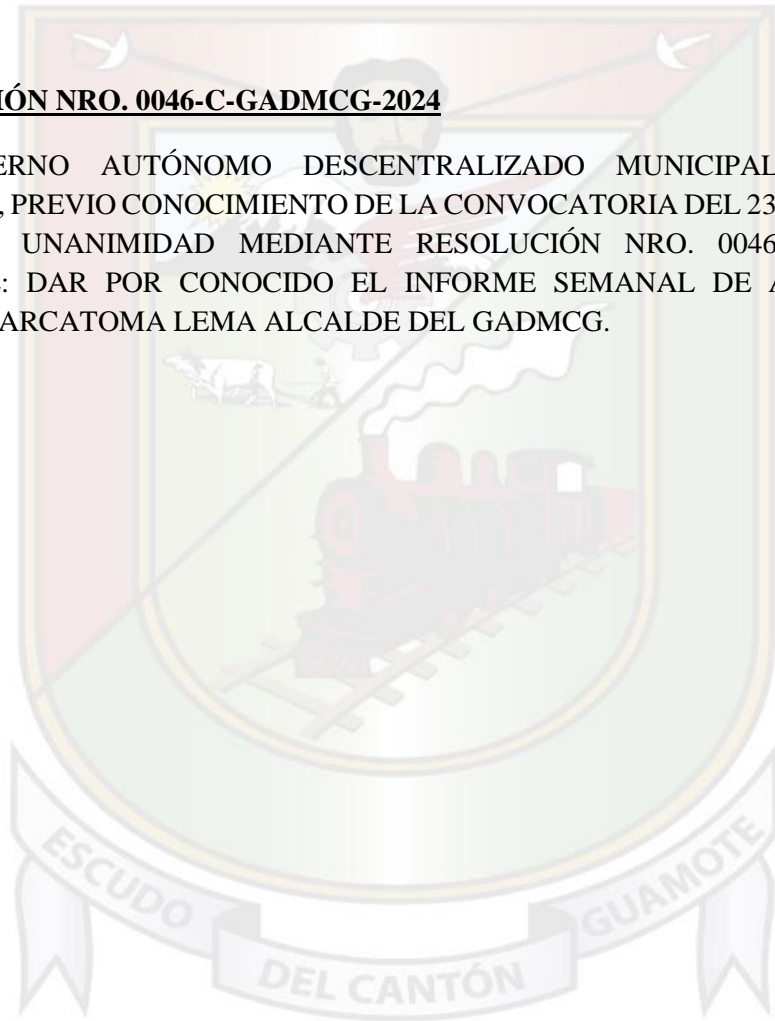 IÓN NRO. 0046-C-GADMCG-2024
ERNO AUTÓNOMO DESCENTRALIZADO MUNICIPAL
, PREVIO CONOCIMIENTO DE LA CONVOCATORIA DEL 23
UNANIMIDAD MEDIANTE RESOLUCIÓN NRO. 0046
: DAR POR CONOCIDO EL INFORME SEMANAL DE A
ARCATOMA LEMA ALCALDE DEL GADMCG.
ESCUDO DEL CANTÓN GUAMOTE